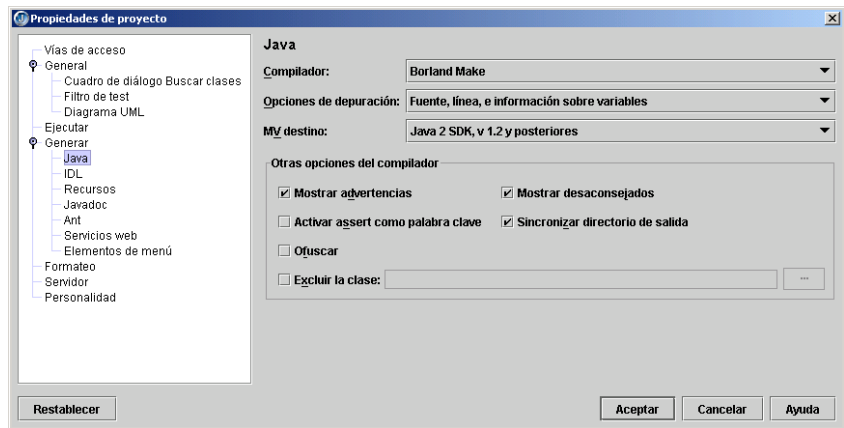 Propiedades de proyecto
Vías de acceso
General
Cuadro de diálogo Buscar clases
Filtro de test
Diagrama UML
Ejecutar
Generar
Java
IDL
Recursos
Javadoc
Ant
Servicios web
Elementos de menú
Formateo
Servidor
Personalidad
Java
Compilador: Borland Make
Opciones de depuración: Fuente, línea, e información sobre variables
MV destino: Java 2 SDK, v 1.2 y posteriores
Otras opciones del compilador
Mostrar advertencias Mostrar desaconsejados
Activar assert como palabra clave Sincronizar directorio de salida
Ofuscar
Excluir la clase: ...
Restablecer Aceptar Cancelar Ayuda